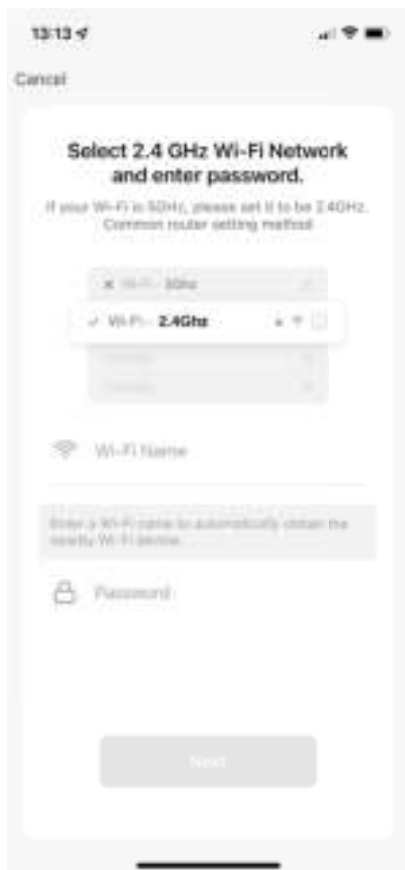 13:13
Cancel
Select 2.4 GHz Wi-Fi Network
and enter password.
If your Wi-Fi is 5GHz, please set it to be 2.4GHz.
Common router setting method
Wi-Fi - 5Ghz
Wi-Fi - 2.4Ghz
Wi-Fi Name
Enter a Wi-Fi name to automatically obtain the
nearby Wi-Fi device.
Password
Next